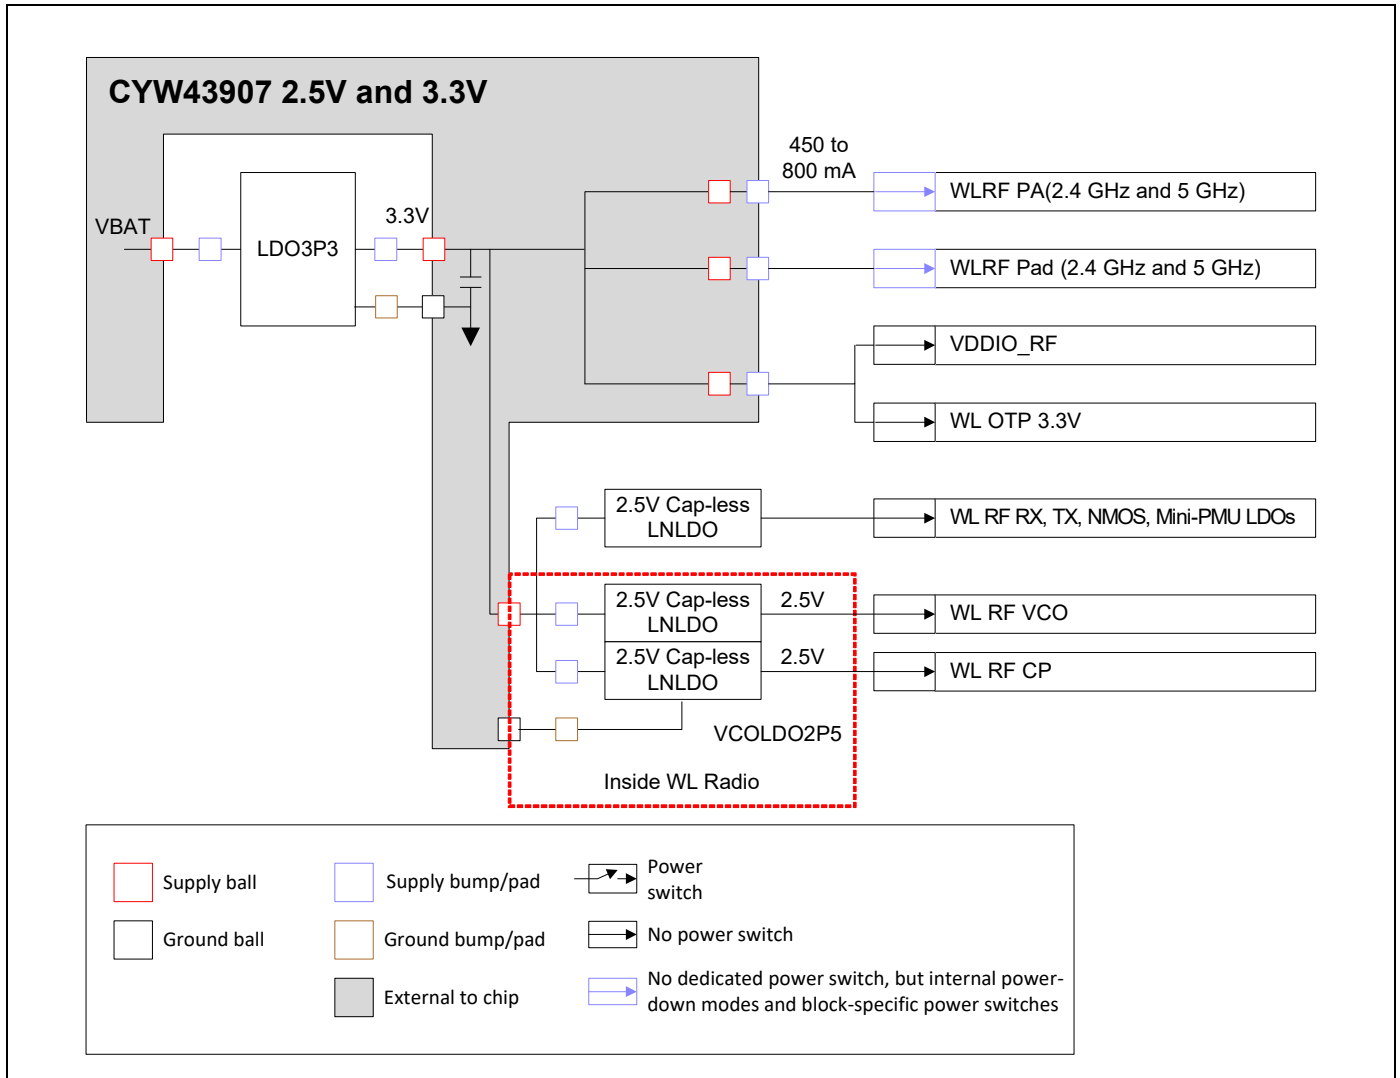 CYW43907 2.5V and 3.3V
450 to
800 mA
WLRF PA(2.4 GHz and 5 GHz)
VBAT
3.3V
LDO3P3
WLRF Pad (2.4 GHz and 5 GHz)
VDDIO_RF
WL OTP 3.3V
2.5V Cap-less
LNLDO
WL RF RX, TX, NMOS, Mini-PMU LDOs
2.5V Cap-less
LNLDO
2.5V
WL RF VCO
2.5V Cap-less
LNLDO
2.5V
WL RF CP
VCOLDO2P5
Inside WL Radio
Supply ball
Supply bump/pad
Power
switch
Ground ball
Ground bump/pad
No power switch
External to chip
No dedicated power switch, but internal power-
down modes and block-specific power switches